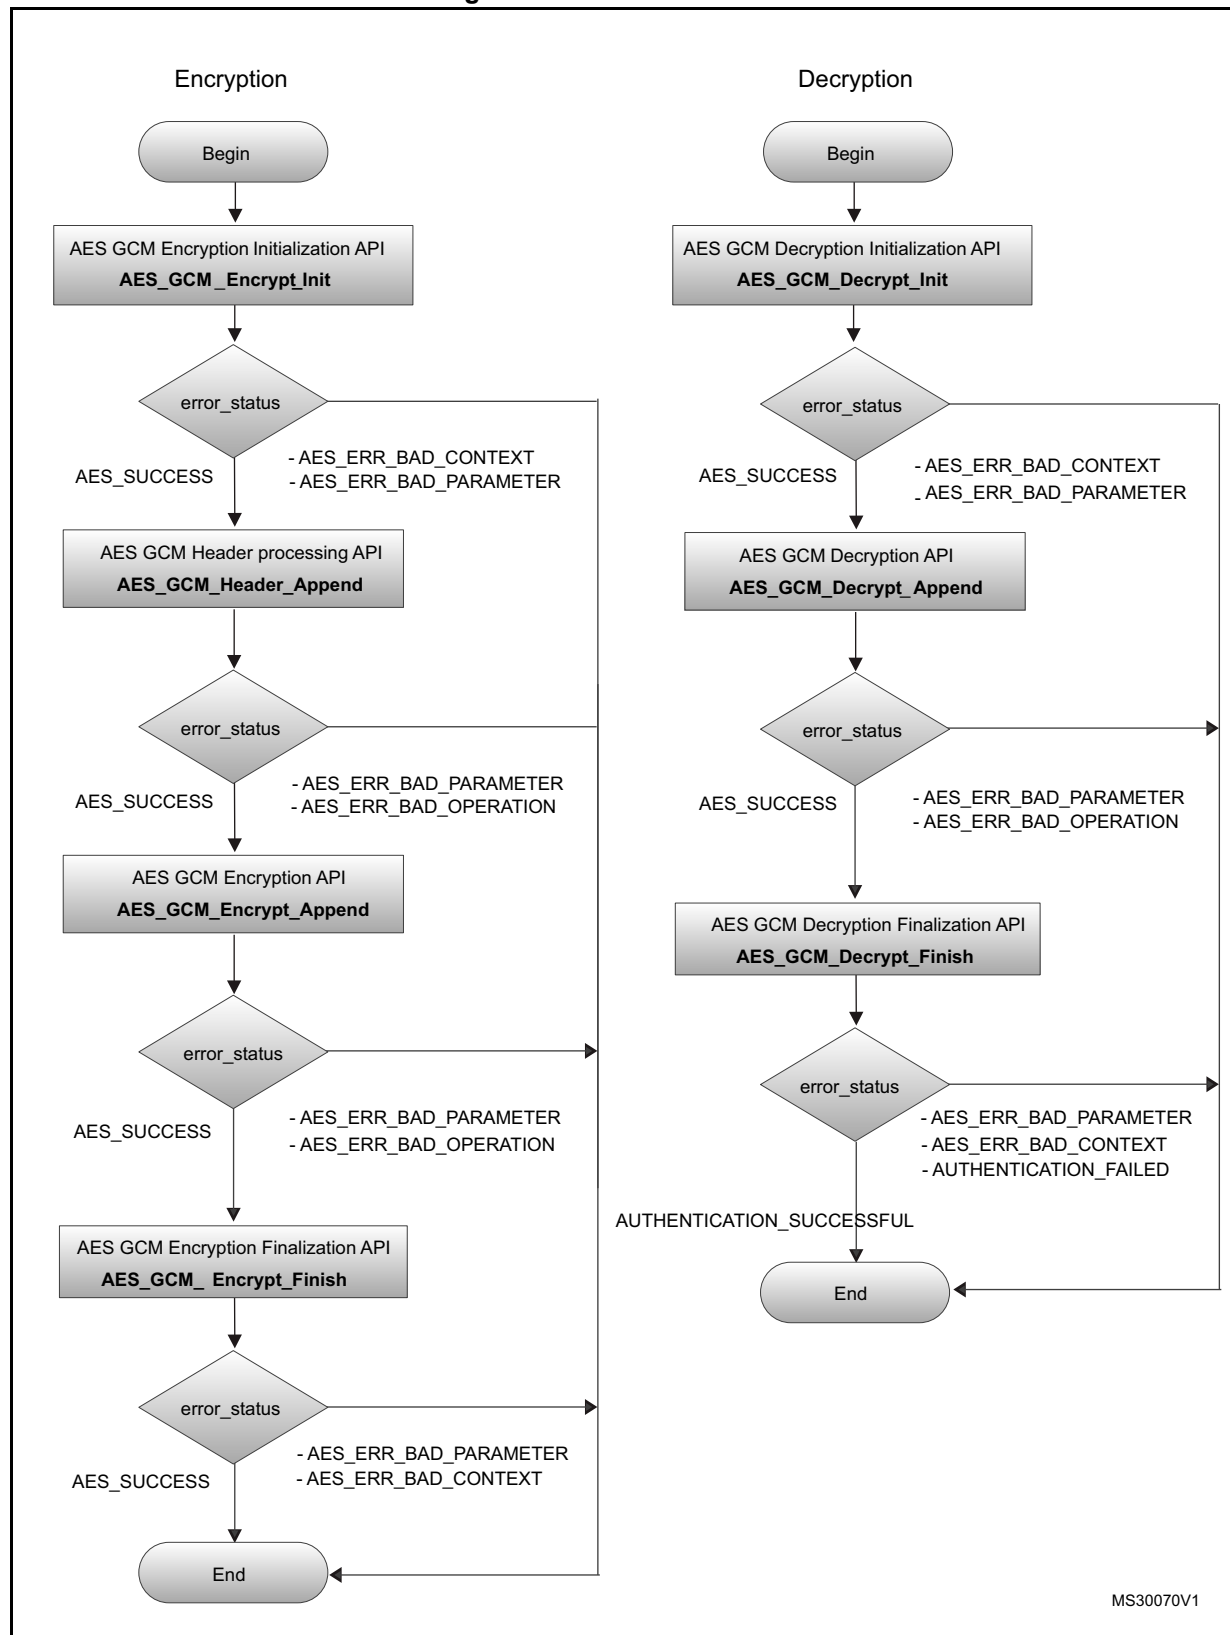 Encryption
Begin
AES GCM Encryption Initialization API
AES_GCM_Encrypt_Init
error_status
- AES_ERR_BAD_CONTEXT
- AES_ERR_BAD_PARAMETER
AES_SUCCESS
AES GCM Header processing API
AES_GCM_Header_Append
error_status
- AES_ERR_BAD_PARAMETER
- AES_ERR_BAD_OPERATION
AES_SUCCESS
AES GCM Encryption API
AES_GCM_Encrypt_Append
error_status
- AES_ERR_BAD_PARAMETER
- AES_ERR_BAD_OPERATION
AES_SUCCESS
AES GCM Encryption Finalization API
AES_GCM_ Encrypt_Finish
error_status
- AES_ERR_BAD_PARAMETER
- AES_ERR_BAD_CONTEXT
AES_SUCCESS
End
Decryption
Begin
AES GCM Decryption Initialization API
AES_GCM_Decrypt_Init
error_status
- AES_ERR_BAD_CONTEXT
- AES_ERR_BAD_PARAMETER
AES_SUCCESS
AES GCM Decryption API
AES_GCM_Decrypt_Append
error_status
- AES_ERR_BAD_PARAMETER
- AES_ERR_BAD_OPERATION
AES_SUCCESS
AES GCM Decryption Finalization API
AES_GCM_Decrypt_Finish
error_status
- AES_ERR_BAD_PARAMETER
- AES_ERR_BAD_CONTEXT
- AUTHENTICATION_FAILED
AUTHENTICATION_SUCCESSFUL
End
MS30070V1